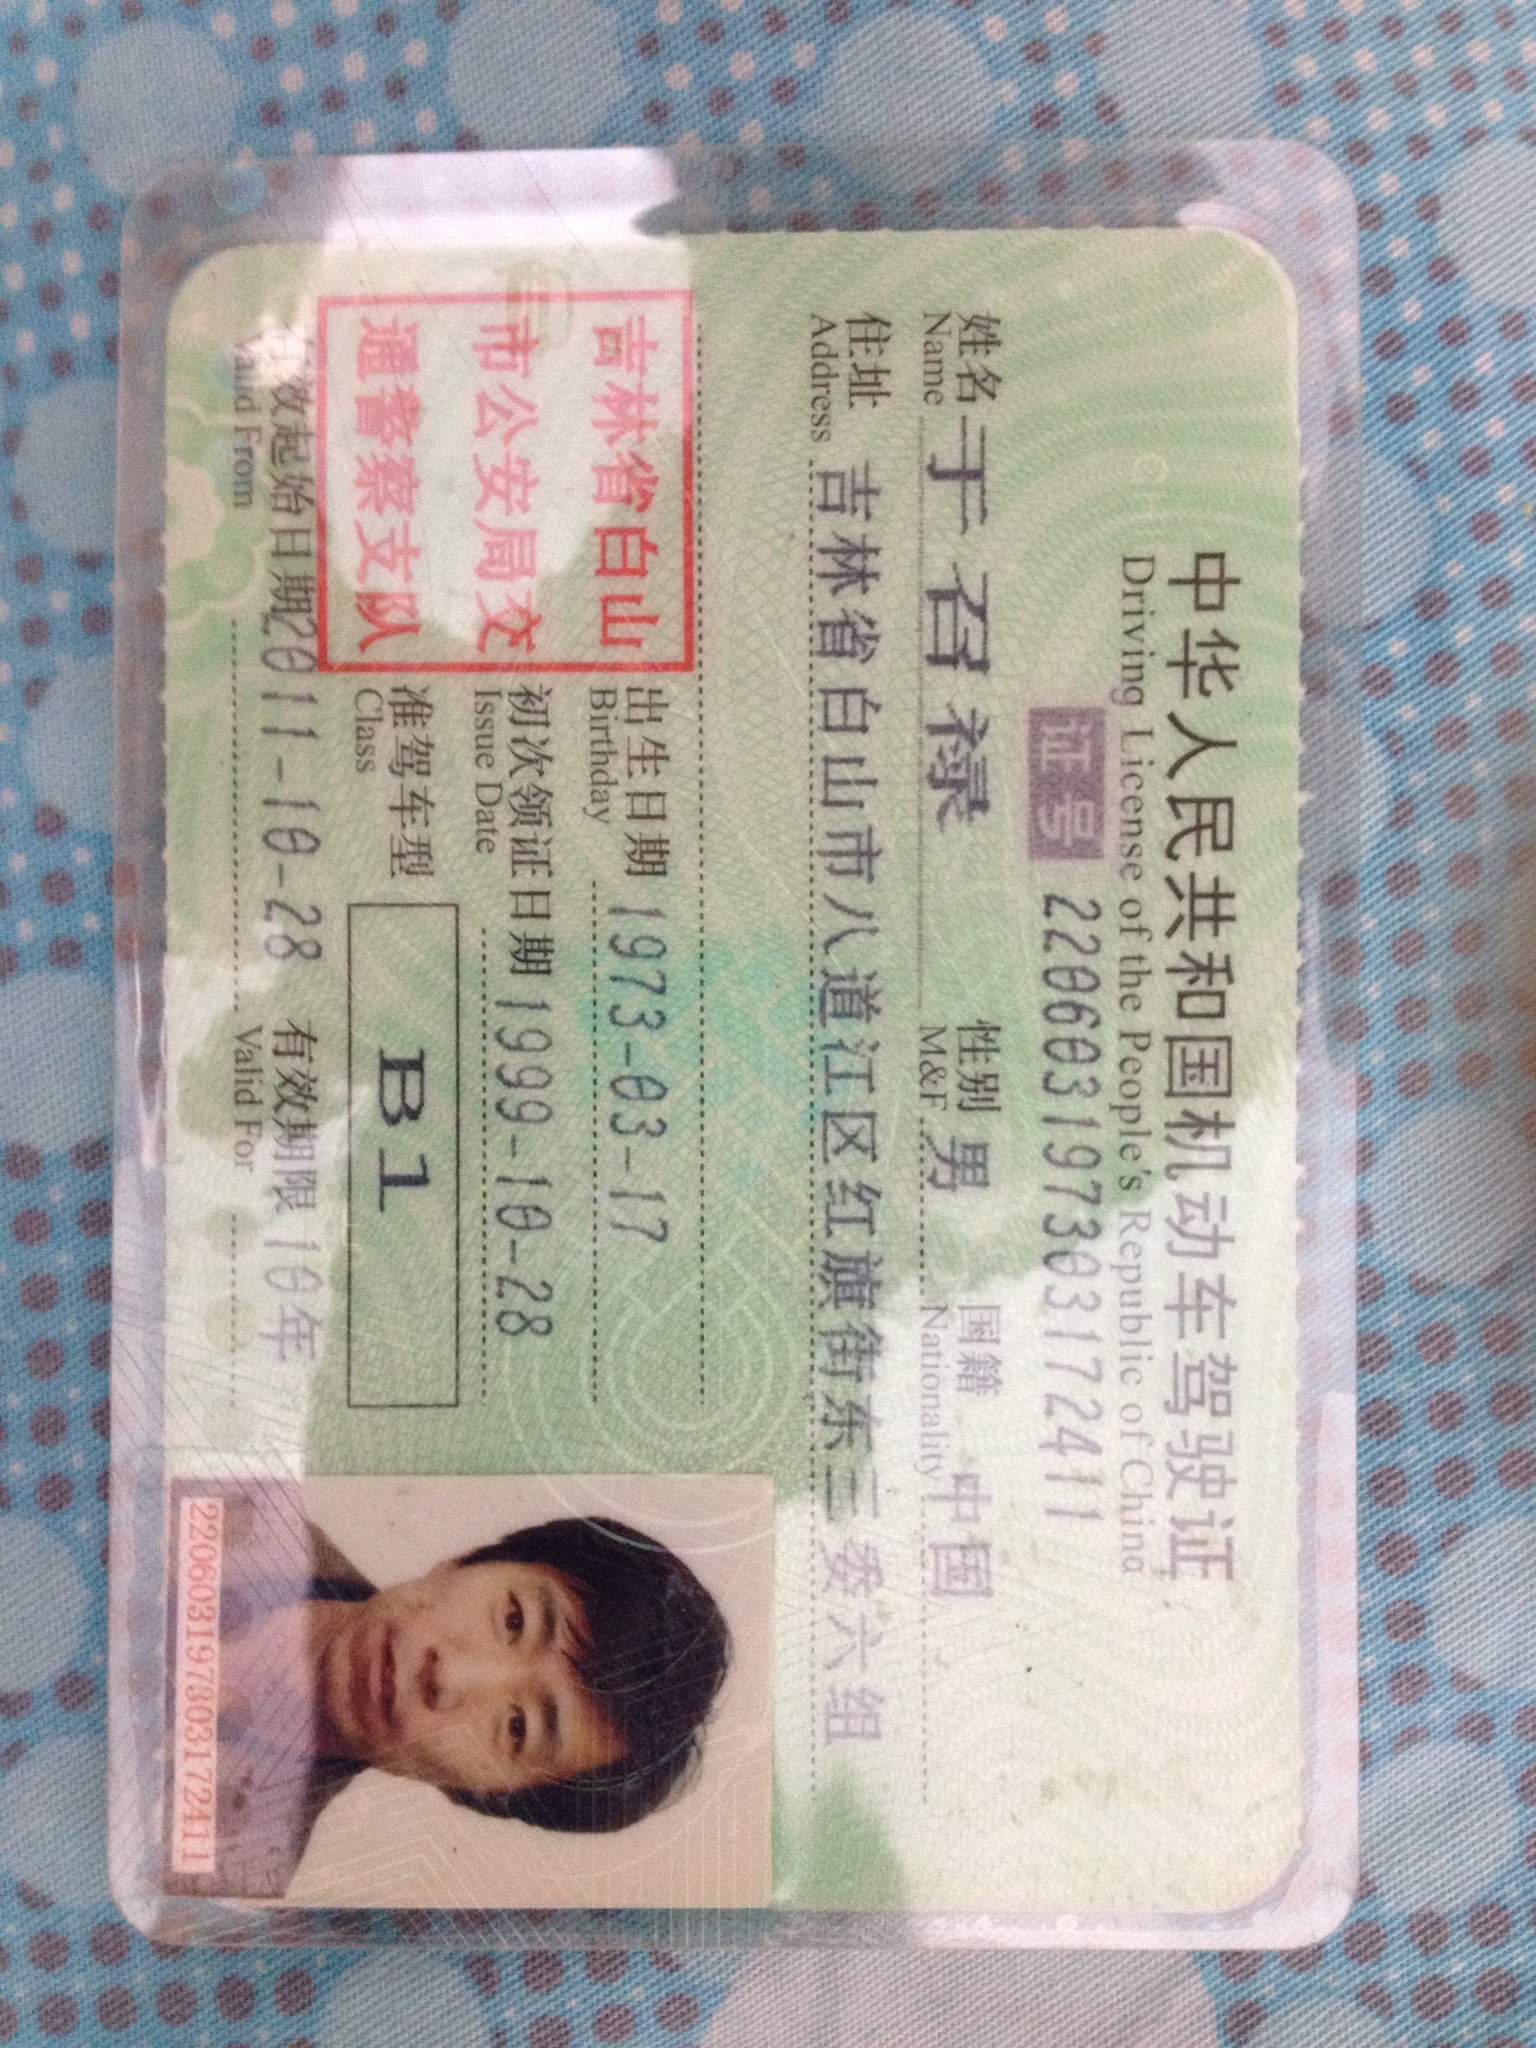 中华人民共和国机动车驾驶证
Driving License of the People's Republic of China
证号 220603197303172411
姓名 于召禄 性别 男 国籍 中国
Name M&F Nationality
住址 吉林省白山市八道江区红旗街东三委六组
Address
吉林省白山
市公安局交
通警察支队
出生日期 1973-03-17
Birthday
初次领证日期 1999-10-28
Issue Date
准驾车型 B1
Class
有效起始日期 2011-10-28 有效期限 10年
Valid From Valid For
220603197303172411